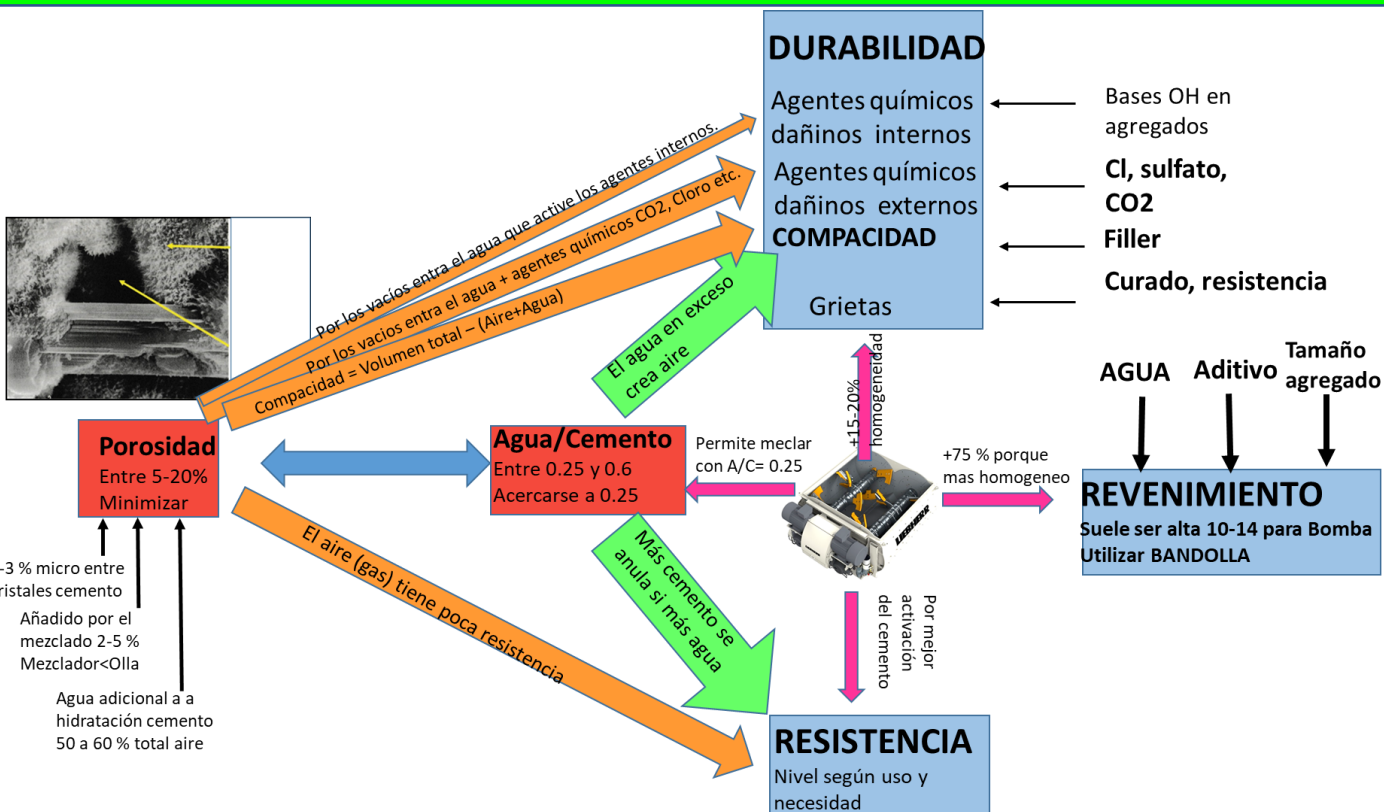 DURABILIDAD
Agentes químicos
dañinos internos
Agentes químicos
dañinos externos
COMPACIDAD
Grietas
Bases OH en
agregados
Cl, sulfato,
CO2
Filler
Curado, resistencia
Por los vacíos entra el agua que active los agentes internos.
Por los vacios entra el agua + agentes químicos CO2, Cloro etc.
Compacidad = Volumen total – (Aire+Agua)
El agua en exceso
crea aire
+15-20%
homogeneidad
AGUA
Aditivo
Tamaño
agregado
Porosidad
Entre 5-20%
Minimizar
Agua/Cemento
Entre 0.25 y 0.6
Acercarse a 0.25
Permite meclar
con A/C= 0.25
LIEBHERR
+75 % porque
mas homogeneo
REVENIMIENTO
Suele ser alta 10-14 para Bomba
Utilizar BANDOLLA
-3 % micro entre
ristales cemento
Añadido por el
mezclado 2-5 %
Mezclador<Olla
Agua adicional a a
hidratación cemento
50 a 60 % total aire
El aire (gas) tiene poca resistencia
Más cemento se
anula si más agua
Por mejor
activación
del cemento
RESISTENCIA
Nivel según uso y
necesidad